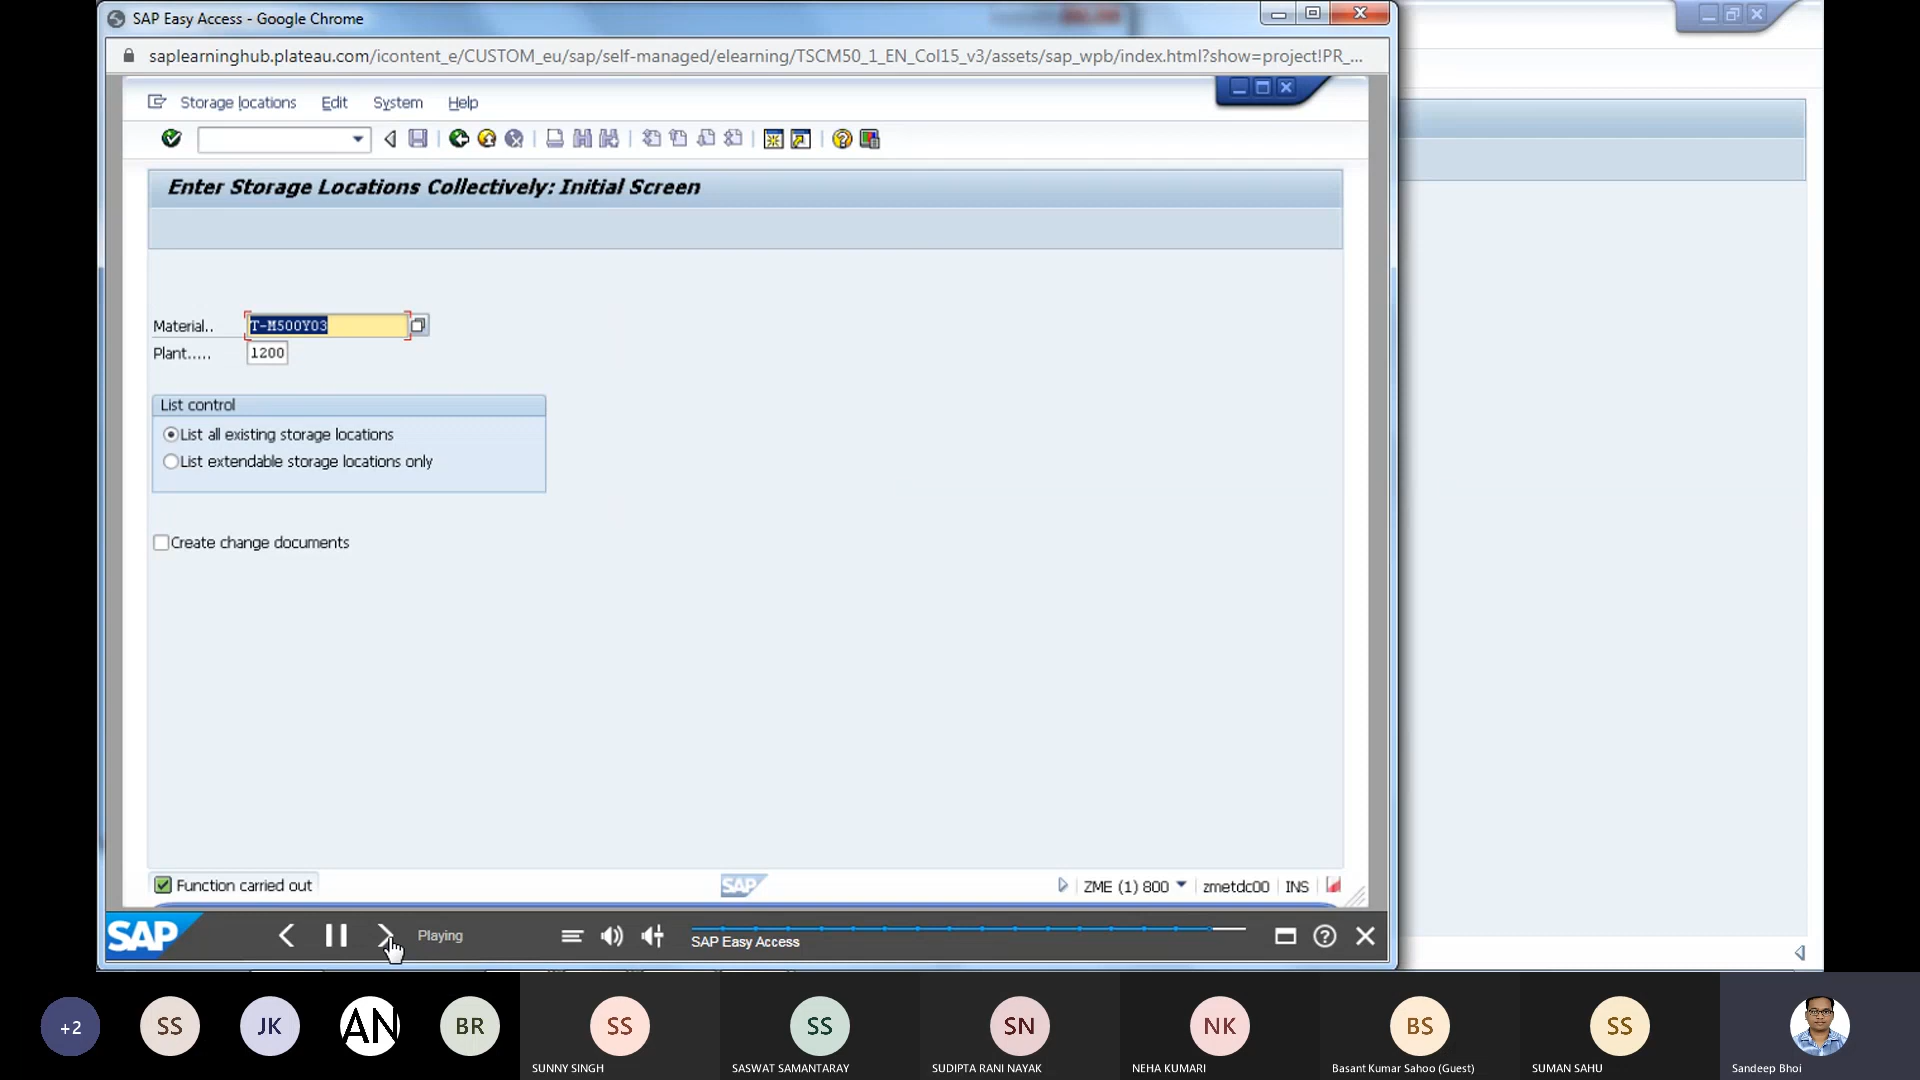 SAP Easy Access - Google Chrome
saplearninghub.plateau.com/icontent_e/CUSTOM_eu/sap/self-managed/elearning/TSCM50_1_EN_Col15_v3/assets/sap_wpb/index.html?show=project!PR_...
Storage locations Edit System Help
Enter Storage Locations Collectively: Initial Screen
Material.. T-M500Y03
Plant..... 1200
List control
List all existing storage locations
List extendable storage locations only
Create change documents
Function carried out
SAP
ZME (1) 800 zmetdc00 INS
SAP
Playing
SAP Easy Access
+2 SS JK AN BR SS SS SN NK BS SS
SUNNY SINGH SASWAT SAMANTARAY SUDIPTA RANI NAYAK NEHA KUMARI Basant Kumar Sahoo (Guest) SUMAN SAHU Sandeep Bhoi